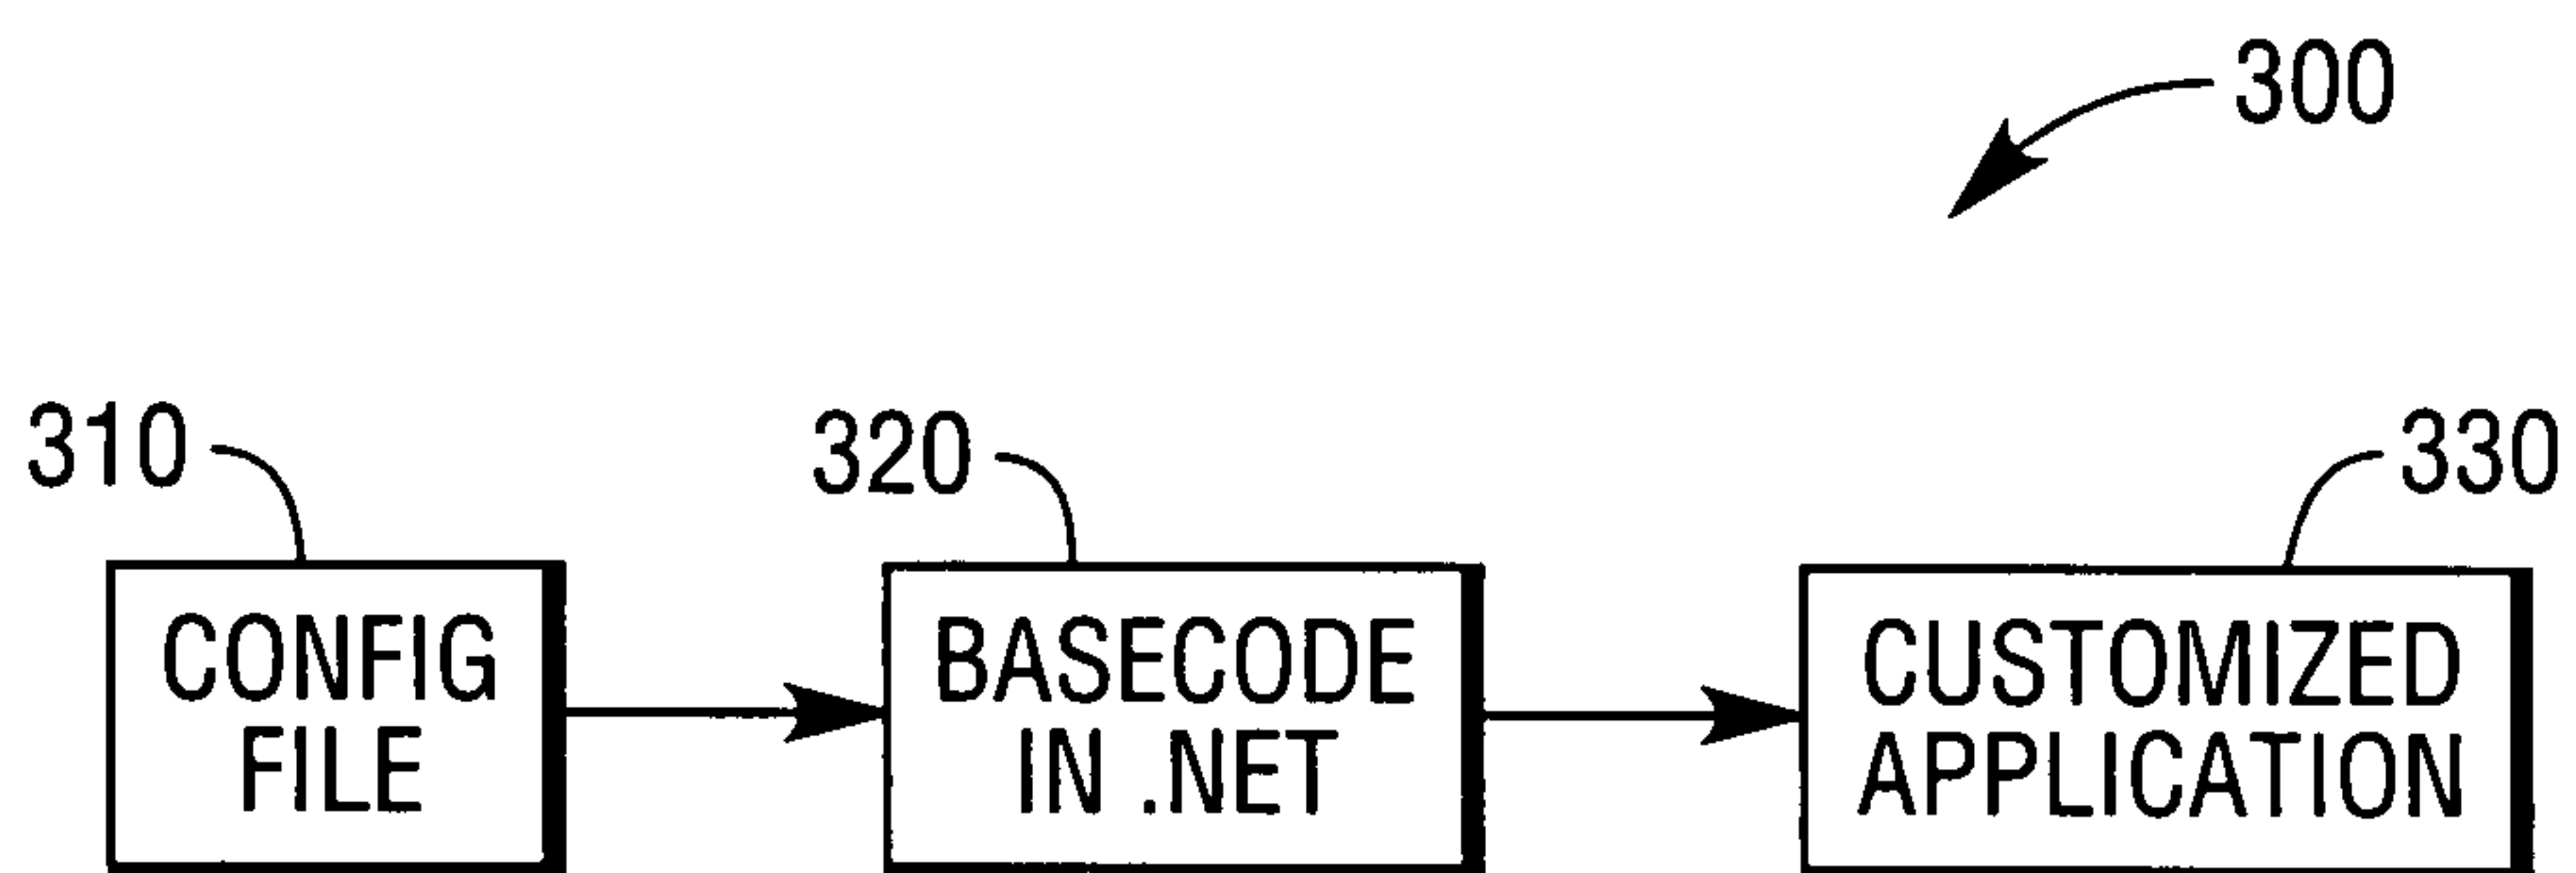 300
310
320
330
CONFIG
FILE
BASECODE
IN .NET
CUSTOMIZED
APPLICATION